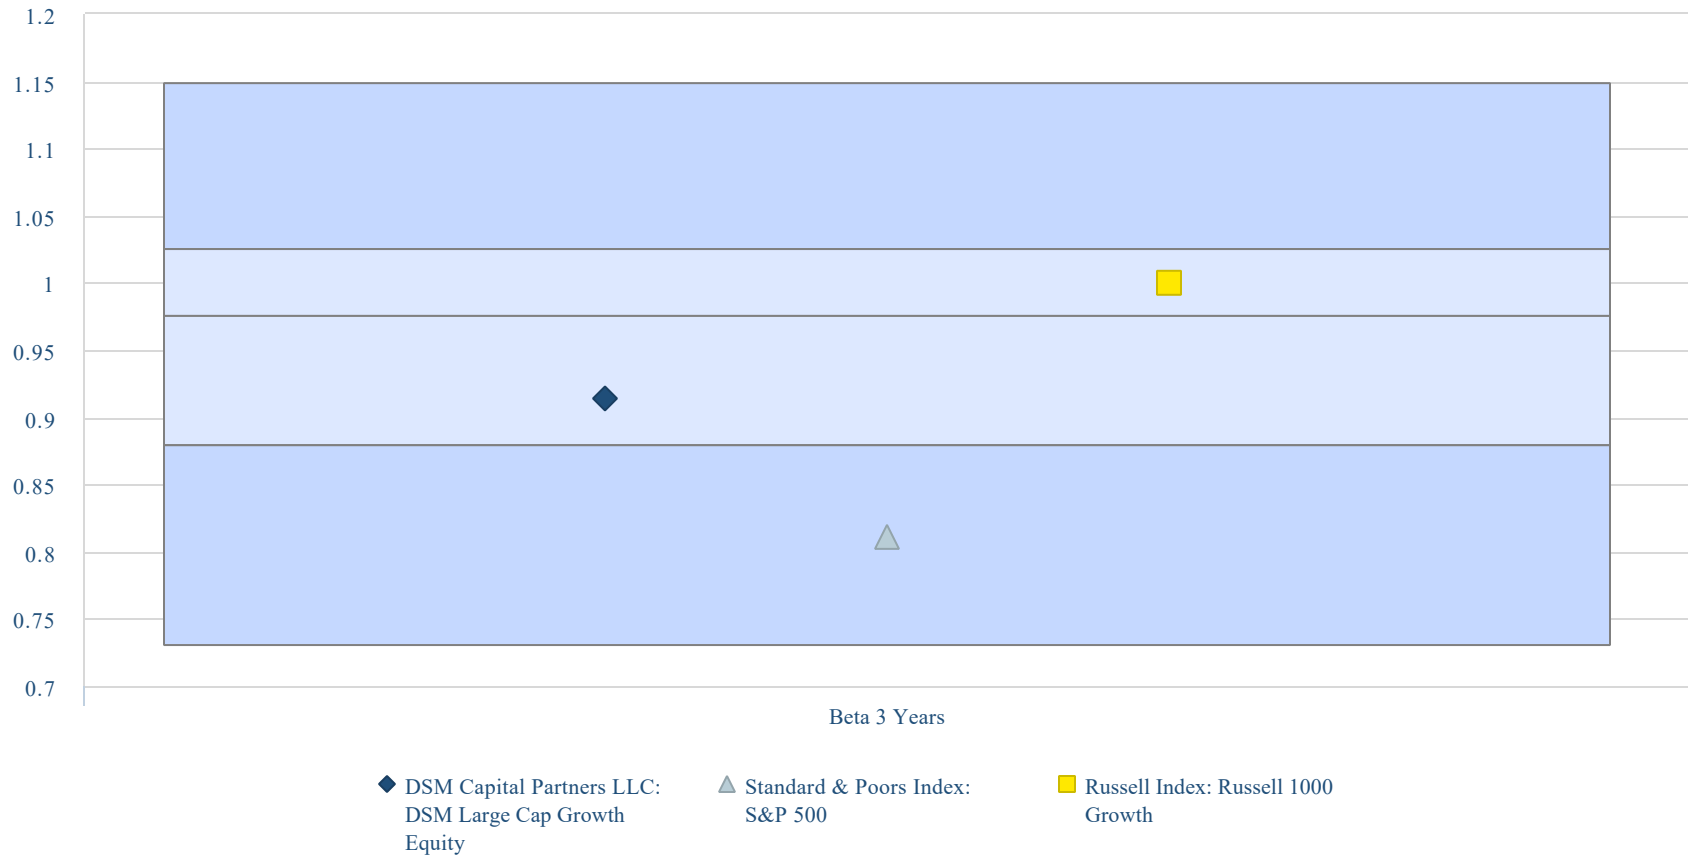 1.2
1.15
1.1
1.05
1
0.95
0.9
0.85
0.8
0.75
0.7
Beta 3 Years
DSM Capital Partners LLC:
DSM Large Cap Growth
Equity
Standard & Poors Index:
S&P 500
Russell Index: Russell 1000
Growth